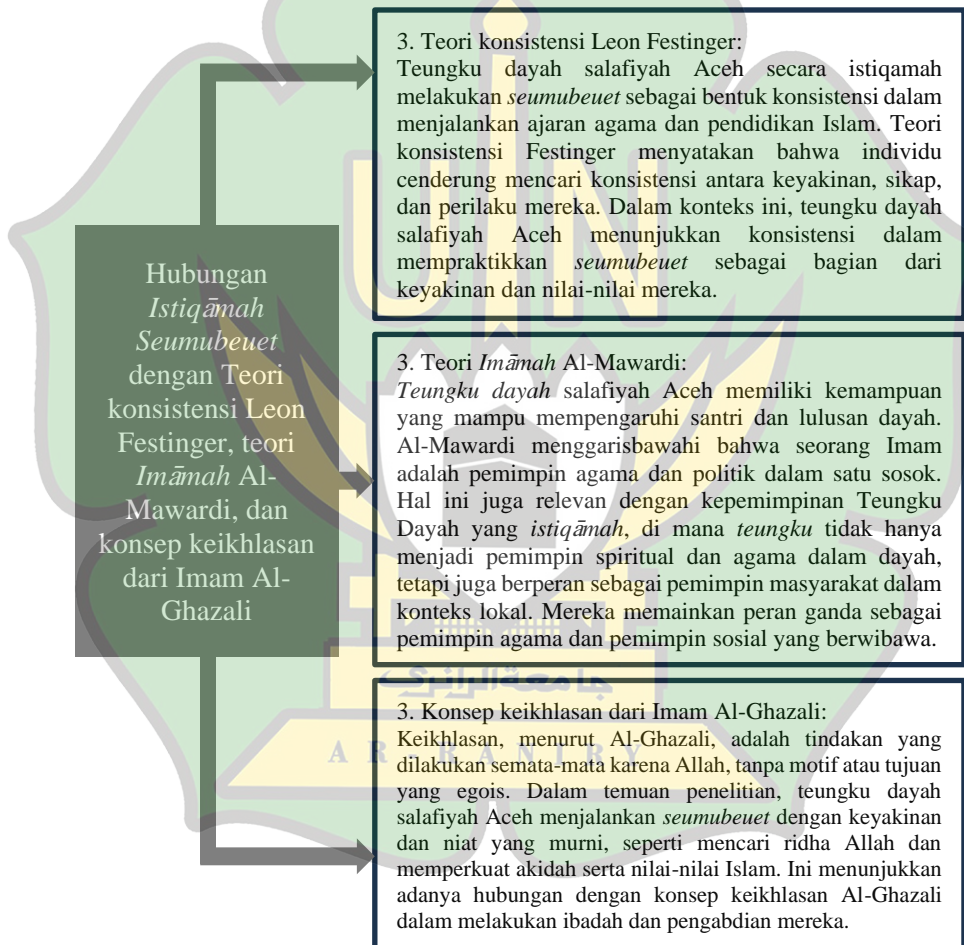 Hubungan
Istiqāmah
Seumubeuet
dengan Teori
konsistensi Leon
Festinger, teori
Imāmah Al-
Mawardi, dan
konsep keikhlasan
dari Imam Al-
Ghazali
3. Teori konsistensi Leon Festinger:
Teungku dayah salafiyah Aceh secara istiqamah
melakukan seumubeuet sebagai bentuk konsistensi dalam
menjalankan ajaran agama dan pendidikan Islam. Teori
konsistensi Festinger menyatakan bahwa individu
cenderung mencari konsistensi antara keyakinan, sikap,
dan perilaku mereka. Dalam konteks ini, teungku dayah
salafiyah Aceh menunjukkan konsistensi dalam
mempraktikkan seumubeuet sebagai bagian dari
keyakinan dan nilai-nilai mereka.
3. Teori Imāmah Al-Mawardi:
Teungku dayah salafiyah Aceh memiliki kemampuan
yang mampu mempengaruhi santri dan lulusan dayah.
Al-Mawardi menggarisbawahi bahwa seorang Imam
adalah pemimpin agama dan politik dalam satu sosok.
Hal ini juga relevan dengan kepemimpinan Teungku
Dayah yang istiqāmah, di mana teungku tidak hanya
menjadi pemimpin spiritual dan agama dalam dayah,
tetapi juga berperan sebagai pemimpin masyarakat dalam
konteks lokal. Mereka memainkan peran ganda sebagai
pemimpin agama dan pemimpin sosial yang berwibawa.
3. Konsep keikhlasan dari Imam Al-Ghazali:
Keikhlasan, menurut Al-Ghazali, adalah tindakan yang
dilakukan semata-mata karena Allah, tanpa motif atau tujuan
yang egois. Dalam temuan penelitian, teungku dayah
salafiyah Aceh menjalankan seumubeuet dengan keyakinan
dan niat yang murni, seperti mencari ridha Allah dan
memperkuat akidah serta nilai-nilai Islam. Ini menunjukkan
adanya hubungan dengan konsep keikhlasan Al-Ghazali
dalam melakukan ibadah dan pengabdian mereka.
UIN
جامعة الرانري
AR-RANIRY